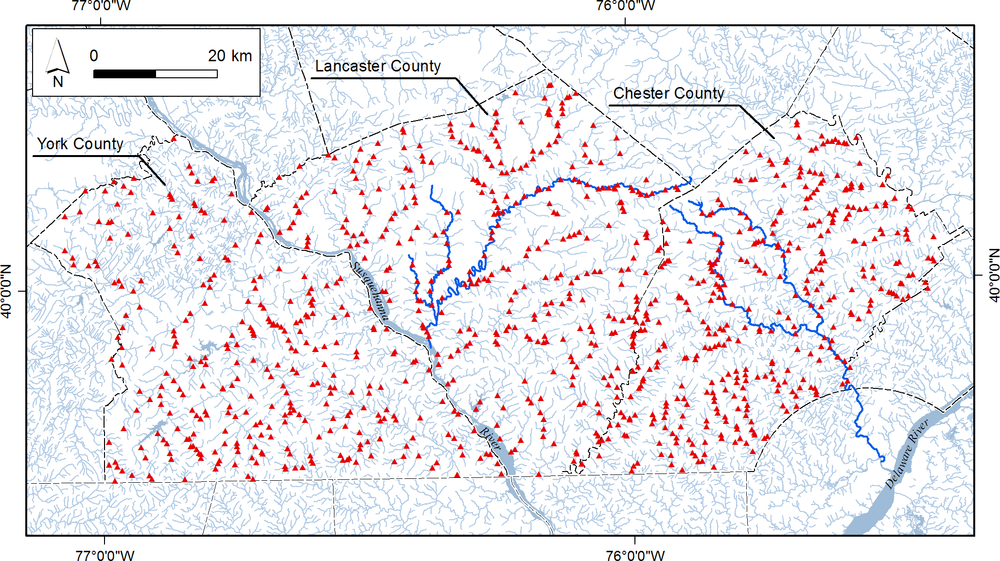 77°0'0"W
76°0'0"W
0
20 km
N
Lancaster County
Chester County
York County
40°0'0"N
40°0'0"N
Susquehanna
River
Delaware River
77°0'0"W
76°0'0"W